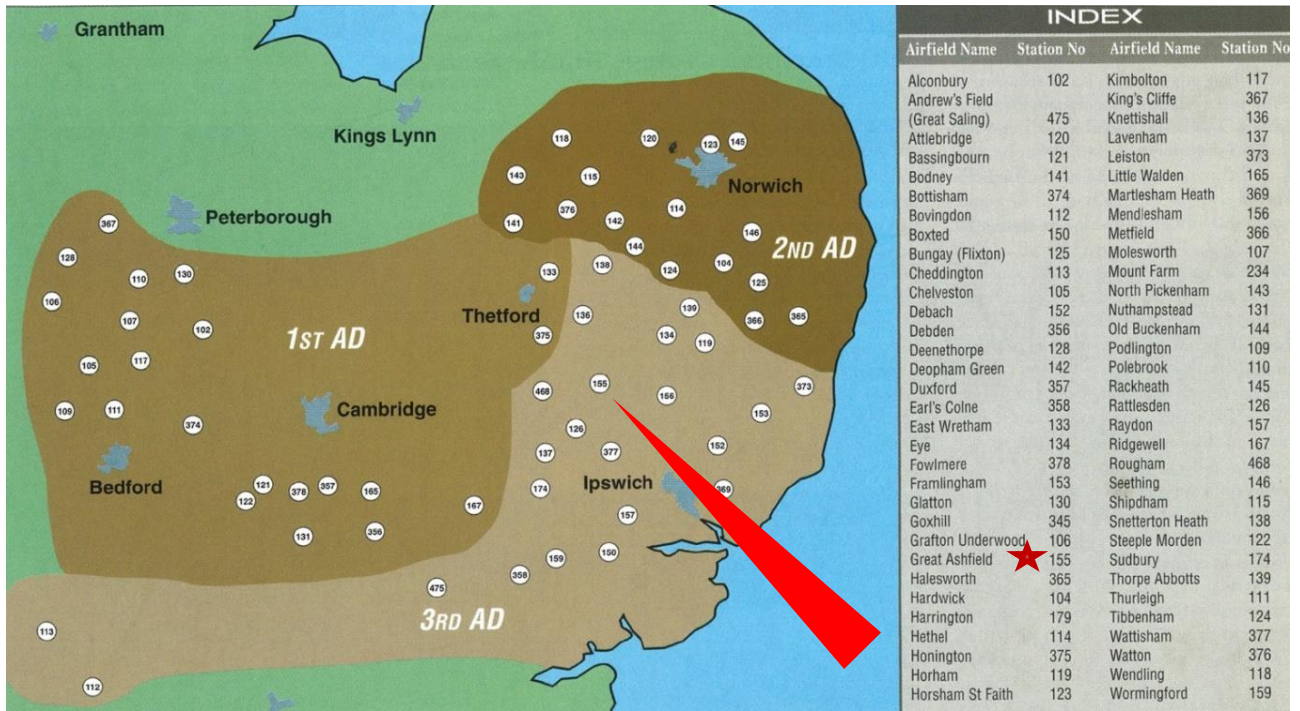 Grantham
Kings Lynn
118
120
123
145
Norwich
143
115
Peterborough
376
114
367
141
142
146
2ND AD
128
144
138
104
133
124
110
130
125
106
Thetford
139
136
107
102
1ST AD
366
365
375
134
119
117
105
155
373
468
156
109
111
Cambridge
153
374
126
152
137
377
Bedford
121
378
357
165
174
Ipswich
369
122
167
157
131
356
150
159
358
475
3RD AD
113
112
INDEX
Airfield Name Station No Airfield Name Station No
Alconbury 102 Kimbolton 117
Andrew's Field King's Cliffe 367
(Great Saling) 475 Knettishall 136
Attlebridge 120 Lavenham 137
Bassingbourn 121 Leiston 373
Bodney 141 Little Walden 165
Bottisham 374 Martlesham Heath 369
Bovingdon 112 Mendlesham 156
Boxted 150 Metfield 366
Bungay (Flixton) 125 Molesworth 107
Cheddington 113 Mount Farm 234
Chelveston 105 North Pickenham 143
Debach 152 Nuthampstead 131
Debden 356 Old Buckenham 144
Deenethorpe 128 Podlington 109
Deopham Green 142 Polebrook 110
Duxford 357 Rackheath 145
Earl's Colne 358 Rattlesden 126
East Wretham 133 Raydon 157
Eye 134 Ridgewell 167
Fowlmere 378 Rougham 468
Framlingham 153 Seething 146
Glatton 130 Shipdham 115
Goxhill 345 Snetterton Heath 138
Grafton Underwood 106 Steeple Morden 122
Great Ashfield 155 Sudbury 174
Halesworth 365 Thorpe Abbotts 139
Hardwick 104 Thurleigh 111
Harrington 179 Tibbenham 124
Hethel 114 Wattisham 377
Honington 375 Watton 376
Horham 119 Wendling 118
Horsham St Faith 123 Wormingford 159